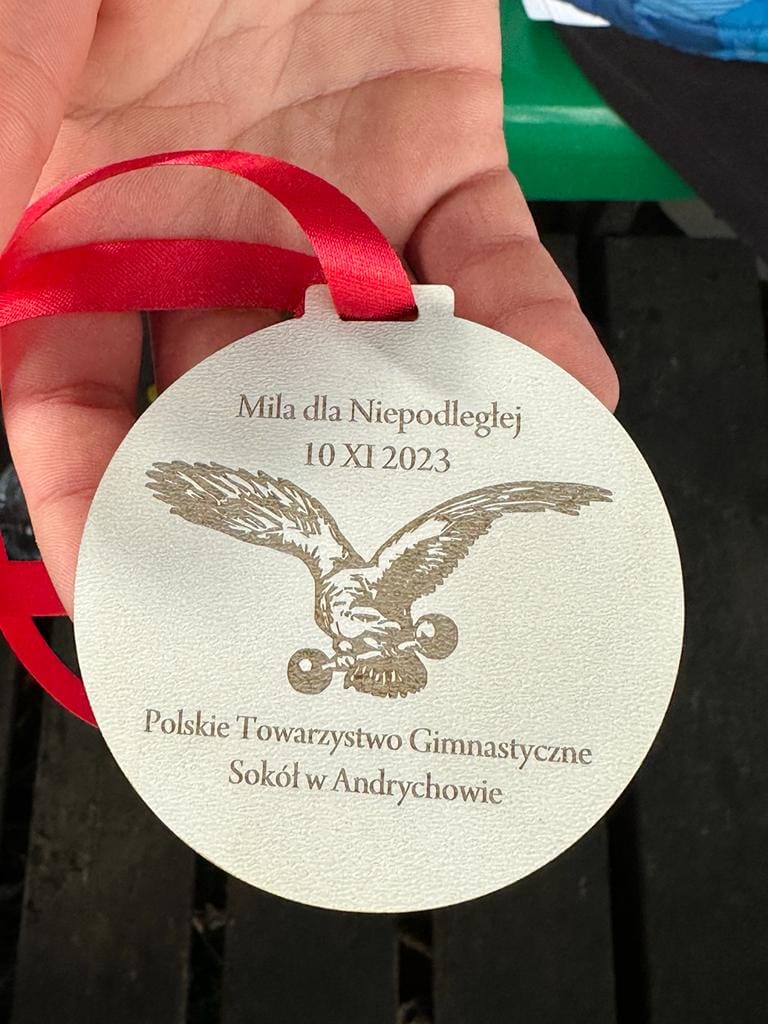 Mila dla Niepodległej
10 XI 2023
Polskie Towarzystwo Gimnastyczne
Sokół w Andrychowie